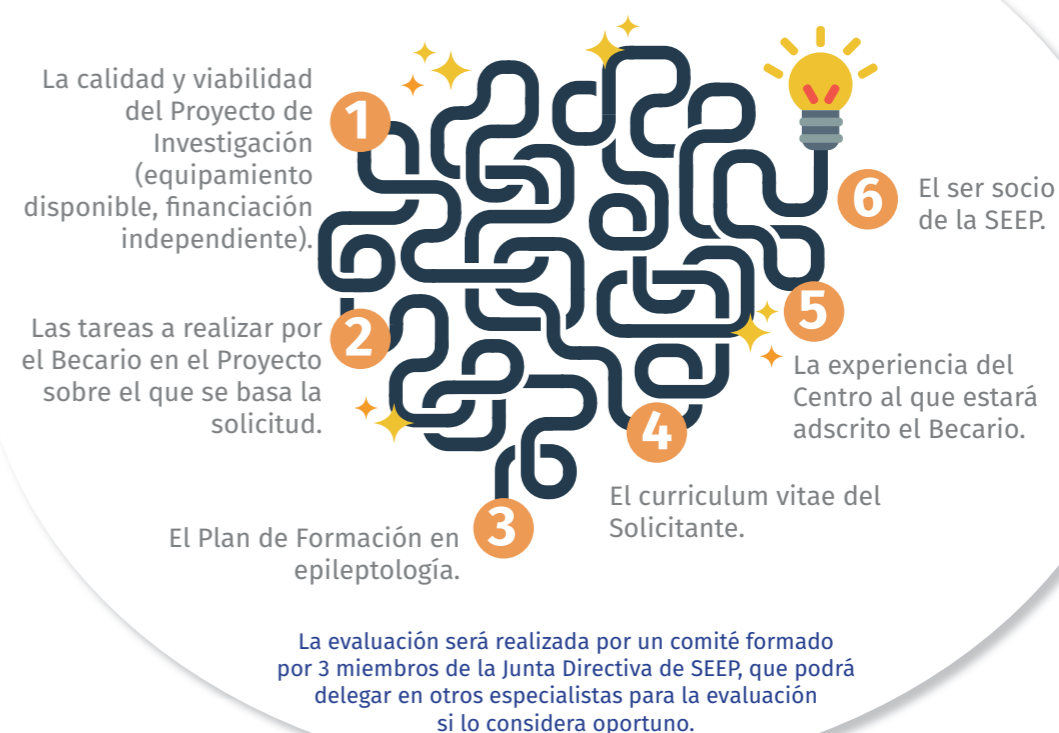 La calidad y viabilidad
del Proyecto de
Investigación
(equipamiento
disponible, financiación
independiente).
1
Las tareas a realizar por
el Becario en el Proyecto
sobre el que se basa la
solicitud.
2
El Plan de Formación en
epileptología.
3
4
El curriculum vitae del
Solicitante.
5
La experiencia del
Centro al que estará
adscrito el Becario.
6
El ser socio
de la SEEP.
La evaluación será realizada por un comité formado
por 3 miembros de la Junta Directiva de SEEP, que podrá
delegar en otros especialistas para la evaluación
si lo considera oportuno.